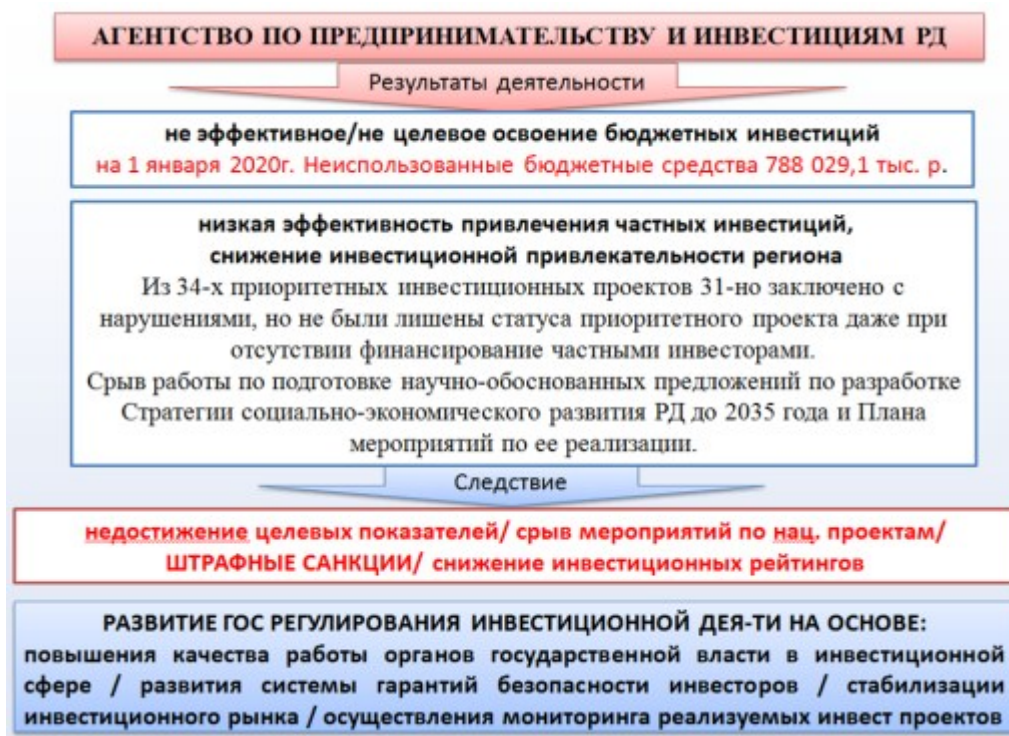 АГЕНТСТВО ПО ПРЕДПРИНИМАТЕЛЬСТВУ И ИНВЕСТИЦИЯМ РД
Результаты деятельности
не эффективное/не целевое освоение бюджетных инвестиций
на 1 января 2020г. Неиспользованные бюджетные средства 788 029,1 тыс. р.
низкая эффективность привлечения частных инвестиций,
снижение инвестиционной привлекательности региона
Из 34-х приоритетных инвестиционных проектов 31-но заключено с
нарушениями, но не были лишены статуса приоритетного проекта даже при
отсутствии финансирование частными инвесторами.
Срыв работы по подготовке научно-обоснованных предложений по разработке
Стратегии социально-экономического развития РД до 2035 года и Плана
мероприятий по ее реализации.
Следствие
недостижение целевых показателей/ срыв мероприятий по нац. проектам/
ШТРАФНЫЕ САНКЦИИ/ снижение инвестиционных рейтингов
РАЗВИТИЕ ГОС РЕГУЛИРОВАНИЯ ИНВЕСТИЦИОННОЙ ДЕЯ-ТИ НА ОСНОВЕ:
повышения качества работы органов государственной власти в инвестиционной
сфере / развития системы гарантий безопасности инвесторов / стабилизации
инвестиционного рынка / осуществления мониторинга реализуемых инвест проектов